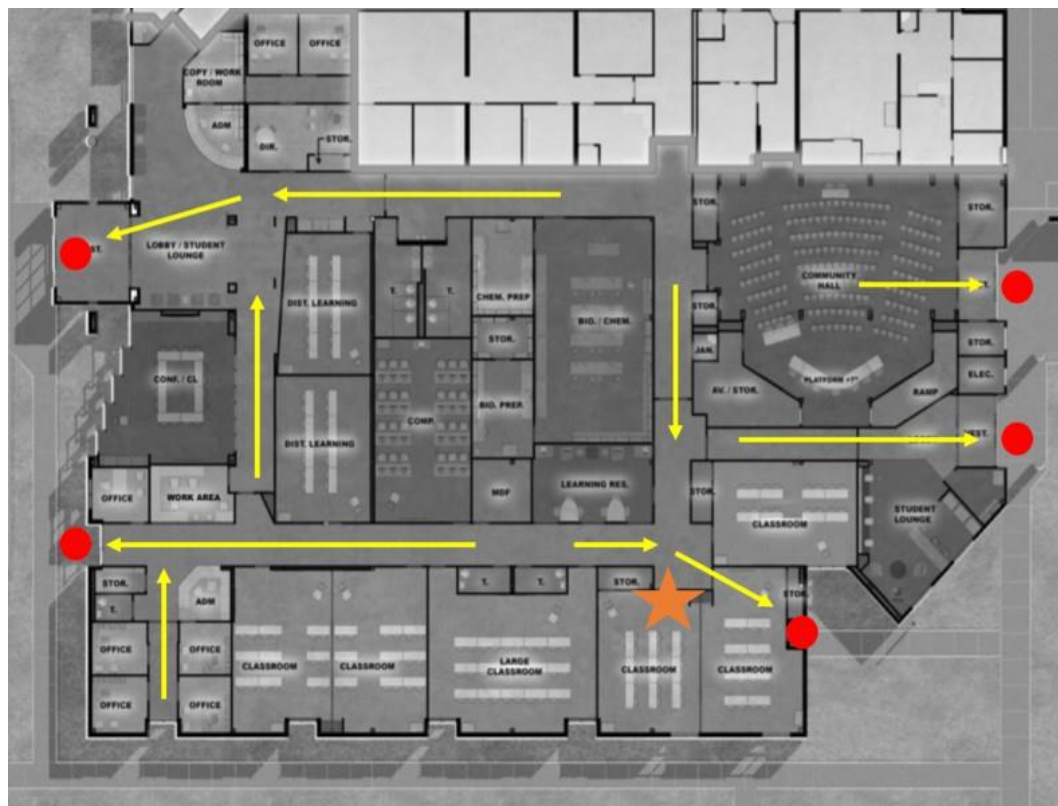 OFFICE
OFFICE
COPY / WORK
ROOM
ADM
DIR.
STOR.
LOBBY / STUDENT
LOUNGE
DIST. LEARNING
T.
T.
CHEM. PREP
STOR.
BIO. / CHEM.
STOR.
STOR.
COMMUNITY
HALL
STOR.
STOR.
JAN.
ELEC.
CONF. / CL
DIST. LEARNING
COMP.
BIO. PREP.
AV. / STOR.
RAMP
OFFICE
WORK AREA
MDF
LEARNING RES.
STOR.
CLASSROOM
STUDENT
LOUNGE
STOR.
T.
ADM
T.
T.
STOR.
STOR.
OFFICE
OFFICE
CLASSROOM
CLASSROOM
LARGE
CLASSROOM
CLASSROOM
CLASSROOM
OFFICE
OFFICE